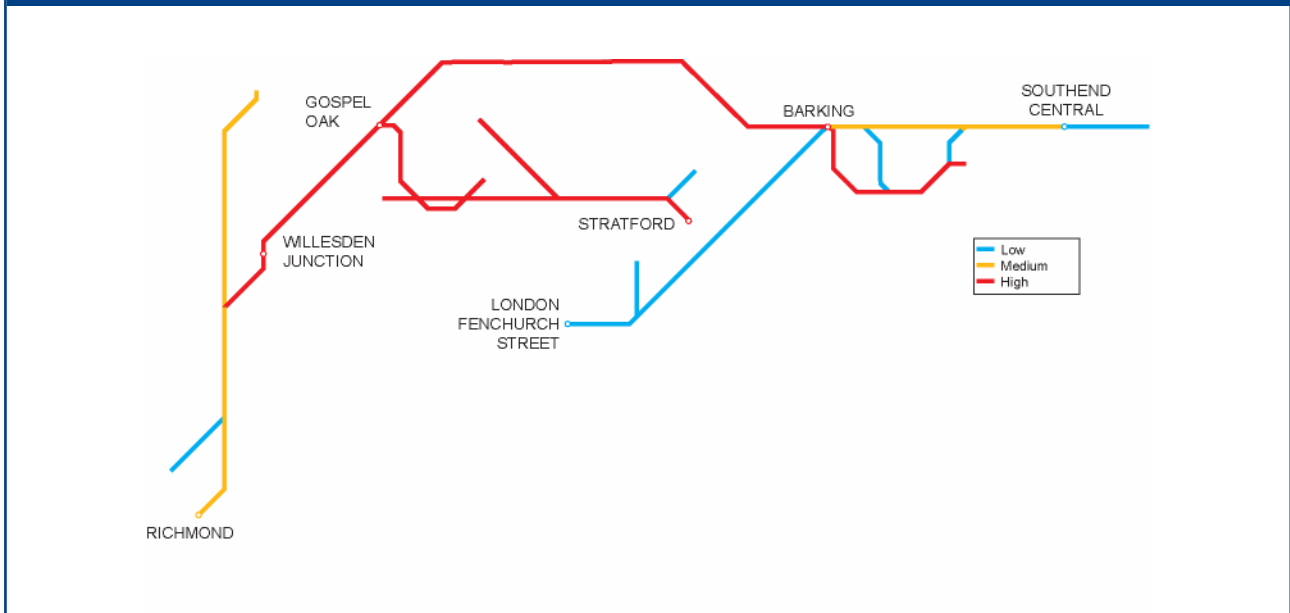 GOSPEL
OAK
BARKING
SOUTHEND
CENTRAL
STRATFORD
WILLESDEN
JUNCTION
Low
Medium
High
LONDON
FENCHURCH
STREET
RICHMOND